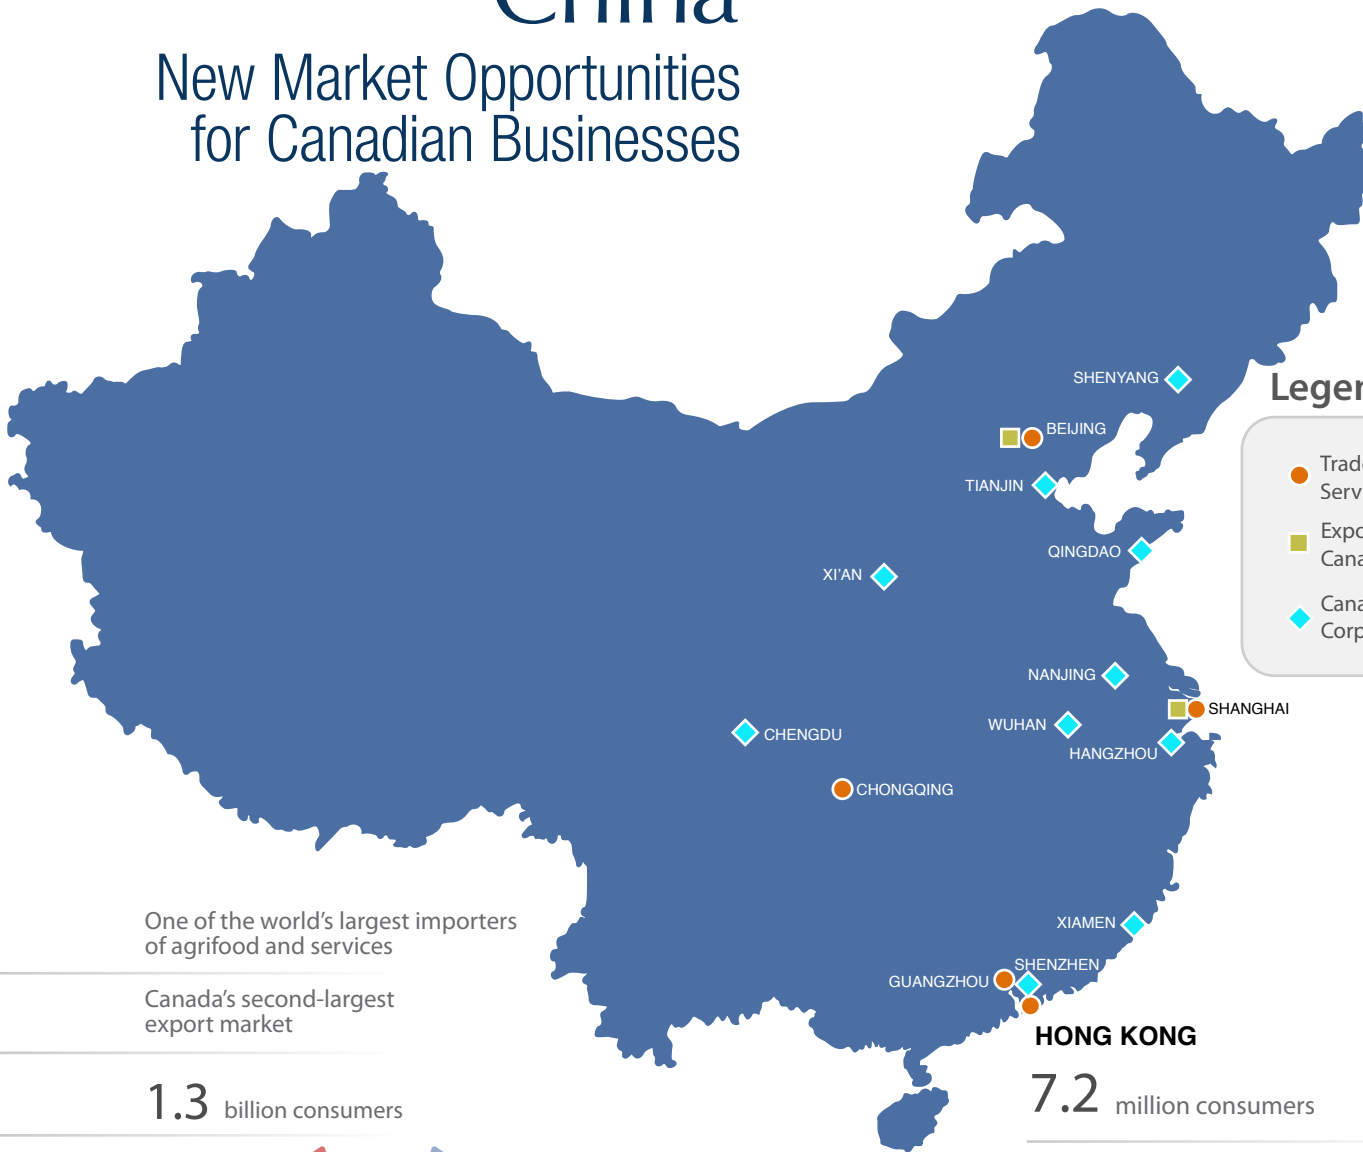 China
New Market Opportunities
for Canadian Businesses
SHENYANG
BEIJING
TIANJIN
QINGDAO
XI'AN
NANJING
SHANGHAI
WUHAN
HANGZHOU
CHENGDU
CHONGQING
XIAMEN
SHENZHEN
GUANGZHOU
HONG KONG
7.2 million consumers
One of the world's largest importers
of agrifood and services
Canada's second-largest
export market
1.3 billion consumers